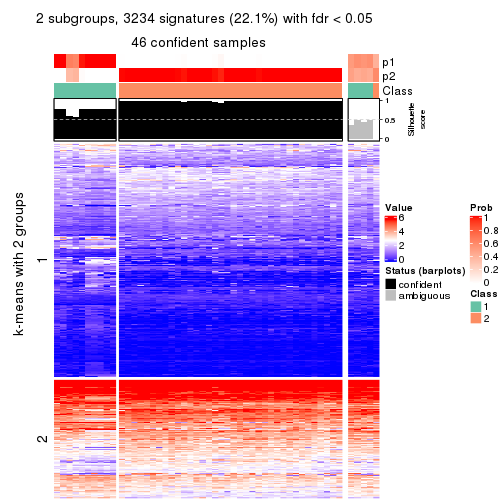 2 subgroups, 3234 signatures (22.1%) with fdr < 0.05
46 confident samples
p1
p2
Class
1
0.5
0
Silhouette
score
k-means with 2 groups
1
2
Value
6
4
2
0
Status (barplots)
confident
ambiguous
Prob
1
0.8
0.6
0.4
0.2
0
Class
1
2